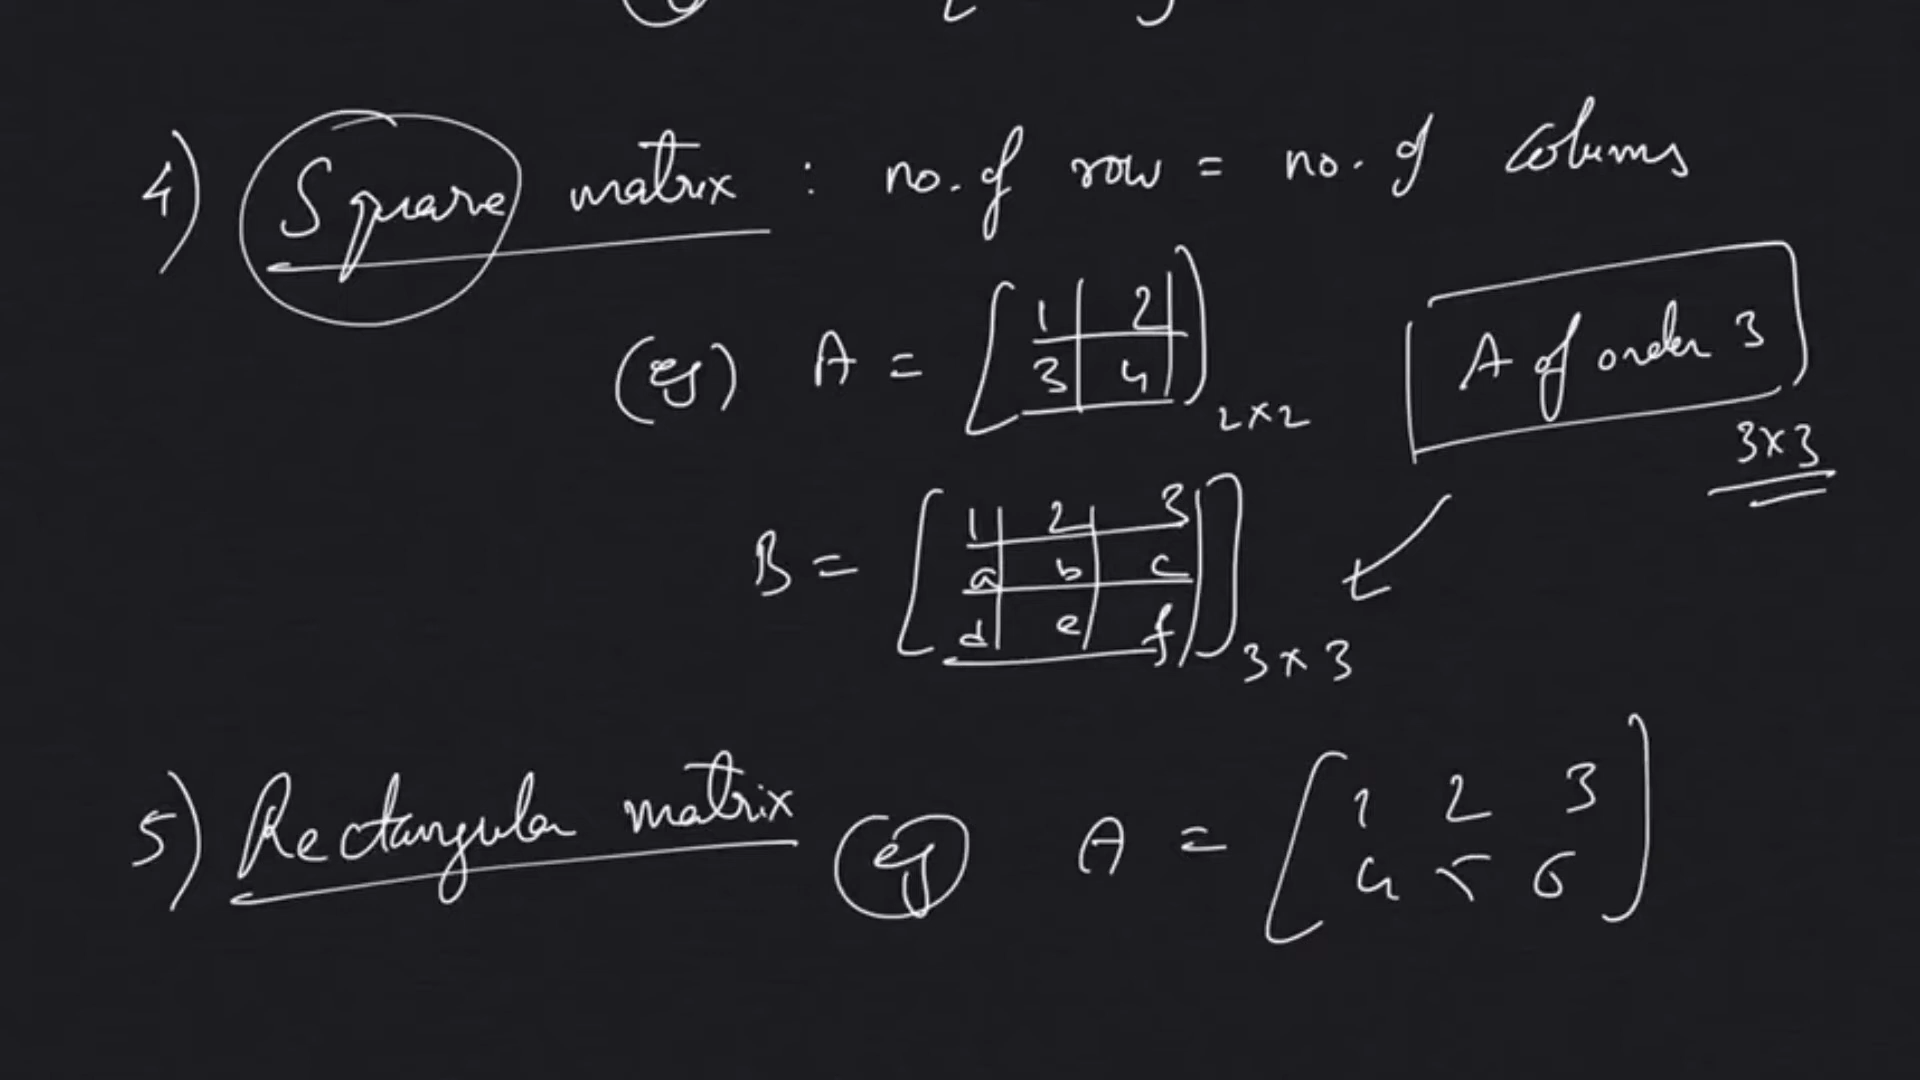 4) Square matrix : no. of row = no. of colums
(eg) A = [1 2
3 4] 2×2
A of order 3
3×3
B = [1 2 3
a b c
d e f] 3×3
5) Rectangular matrix (eg) A = [1 2 3
4 5 6]